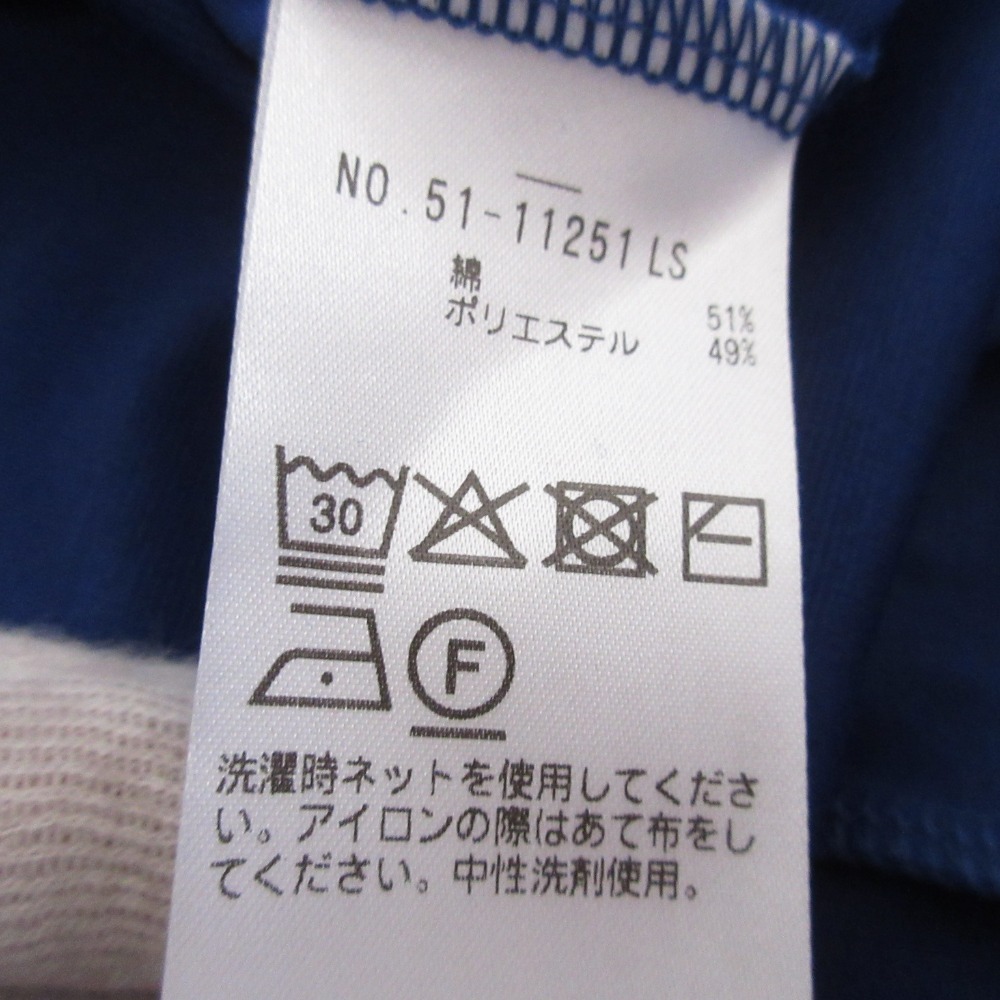 NO.51-11251LS
綿 51%
ポリエステル 49%
30
F
洗濯時ネットを使用してくださ
い。アイロンの際はあて布をし
てください。中性洗剤使用。